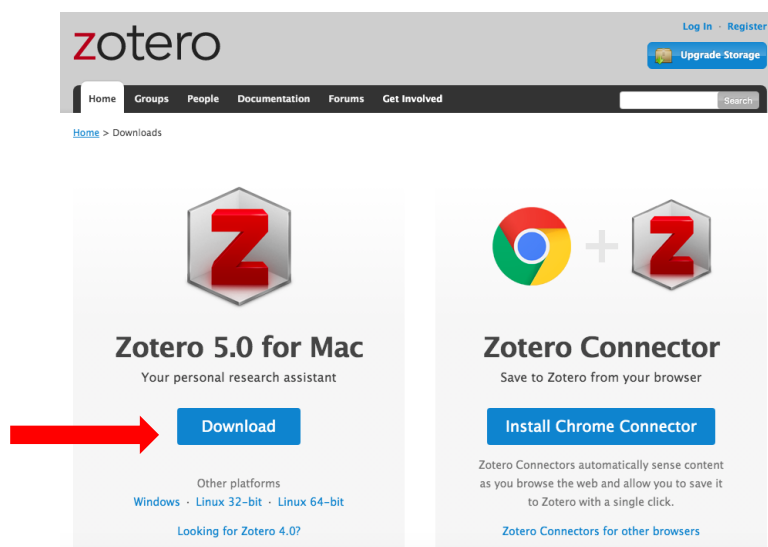 zotero
Log In · Register
Upgrade Storage
Home Groups People Documentation Forums Get Involved
Search
Home > Downloads
Z
Z
Zotero 5.0 for Mac
Your personal research assistant
Download
Other platforms
Windows · Linux 32-bit · Linux 64-bit
Looking for Zotero 4.0?
Zotero Connector
Save to Zotero from your browser
Install Chrome Connector
Zotero Connectors automatically sense content
as you browse the web and allow you to save it
to Zotero with a single click.
Zotero Connectors for other browsers